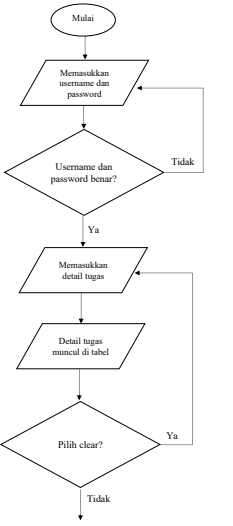 Mulai
Memasukkan
username dan
password
Username dan
password benar?
Tidak
Ya
Memasukkan
detail tugas
Detail tugas
muncul di tabel
Pilih clear?
Ya
Tidak